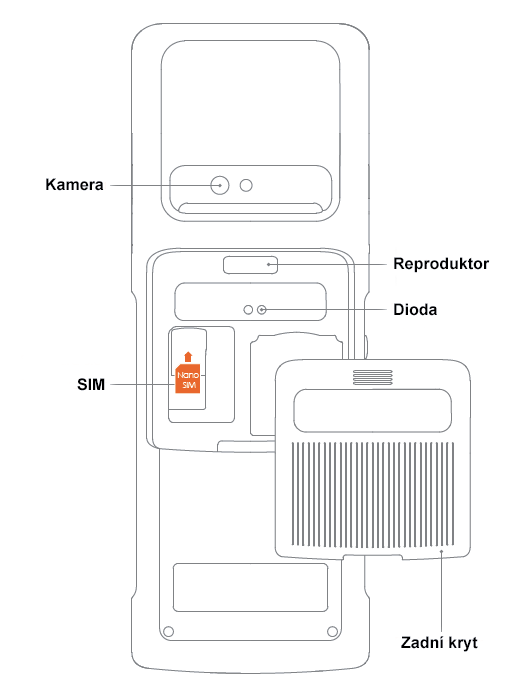 Kamera
Reproduktor
Dioda
SIM
Nano
SIM
Zadní kryt